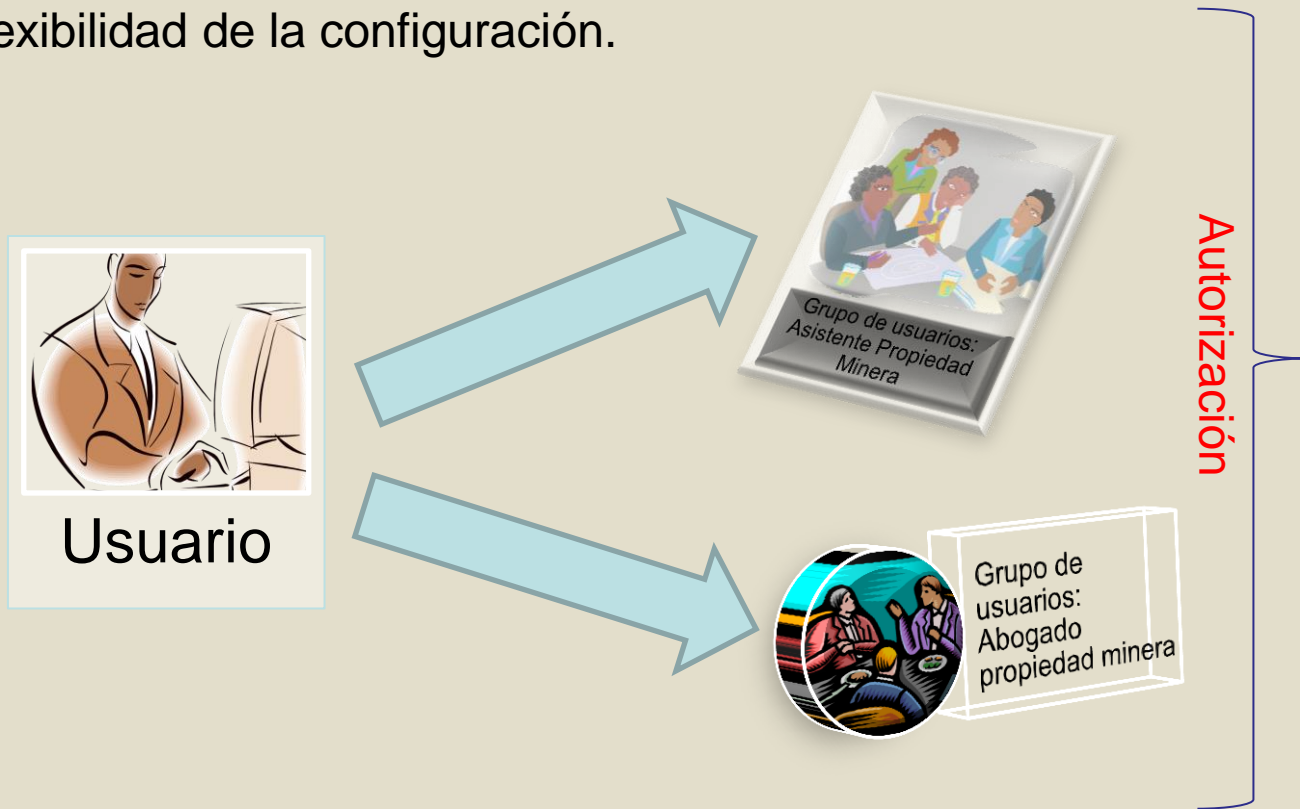 exibilidad de la configuración.
Grupo de usuarios:
Asistente Propiedad
Minera
Autorización
Usuario
Grupo de
usuarios:
Abogado
propiedad minera